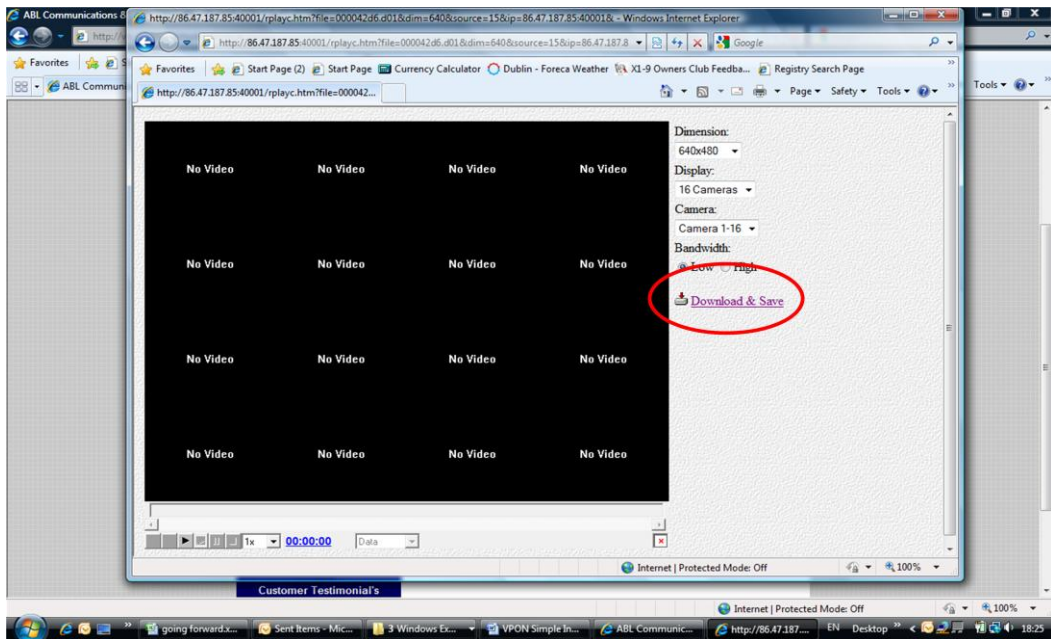 ABL Communications &
http://86.47.187.85:40001/rplayc.htm?file=000042d6.d01&dim=640&source=15&ip=86.47.187.85:40001& - Windows Internet Explorer
http://
http://86.47.187.85:40001/rplayc.htm?file=000042d6.d01&dim=640&source=15&ip=86.47.187.8
Google
Favorites
Favorites Start Page (2) Start Page Currency Calculator Dublin - Foreca Weather X1-9 Owners Club Feedba... Registry Search Page
ABL Commun
http://86.47.187.85:40001/rplayc.htm?file=000042...
Page Safety Tools
Tools
No Video No Video No Video No Video
No Video No Video No Video No Video
No Video No Video No Video No Video
No Video No Video No Video No Video
Dimension:
640x480
Display:
16 Cameras
Camera:
Camera 1-16
Bandwidth:
Low High
Download & Save
1x 00:00:00 Data
Internet | Protected Mode: Off 100%
Customer Testimonial's
Internet | Protected Mode: Off 100%
going forward.x... Sent Items - Mic... 3 Windows Ex... VPON Simple In... ABL Communic... http://86.47.187.... EN Desktop 18:25